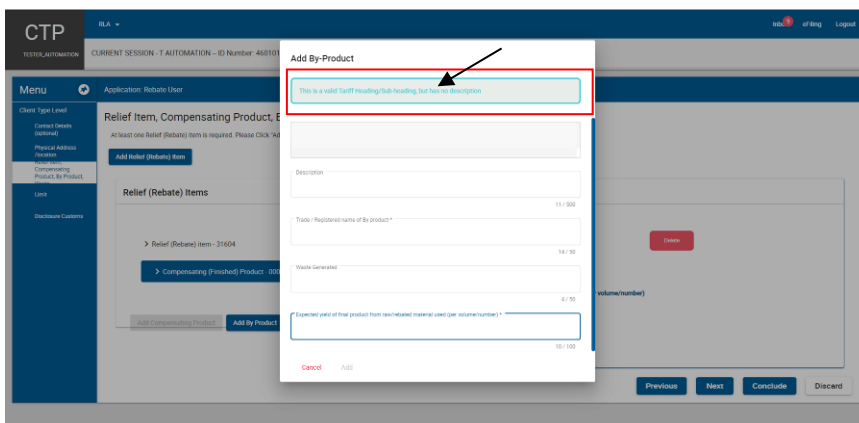 CTP
TESTER_AUTOMATION
RLA
eFiling
Logout
CURRENT SESSION - T AUTOMATION – ID Number: 460101
Menu
Application: Rebate User
Client Type Level
Contact Details
(optional)
Physical Address
/location
Compensating
Product, By Product,
Limit
Disclosure Customs
Relief Item, Compensating Product, E
At least one Relief (Rebate) item is required. Please Click 'Ad
Add Relief (Rebate) Item
Relief (Rebate) Items
Relief (Rebate) item - 31604
Compensating (Finished) Product - 000
Add Compensating Product
Add By Product
Delete
volume/number)
Add By-Product
This is a valid Tariff Heading/Sub heading, but has no description
Description
11 / 500
Trade / Registered name of By product *
14 / 50
Waste Generated
4 / 50
Expected yield of final product from raw/rebated material used (per volume/number) *
10 / 100
Cancel
Add
Previous
Next
Conclude
Discard